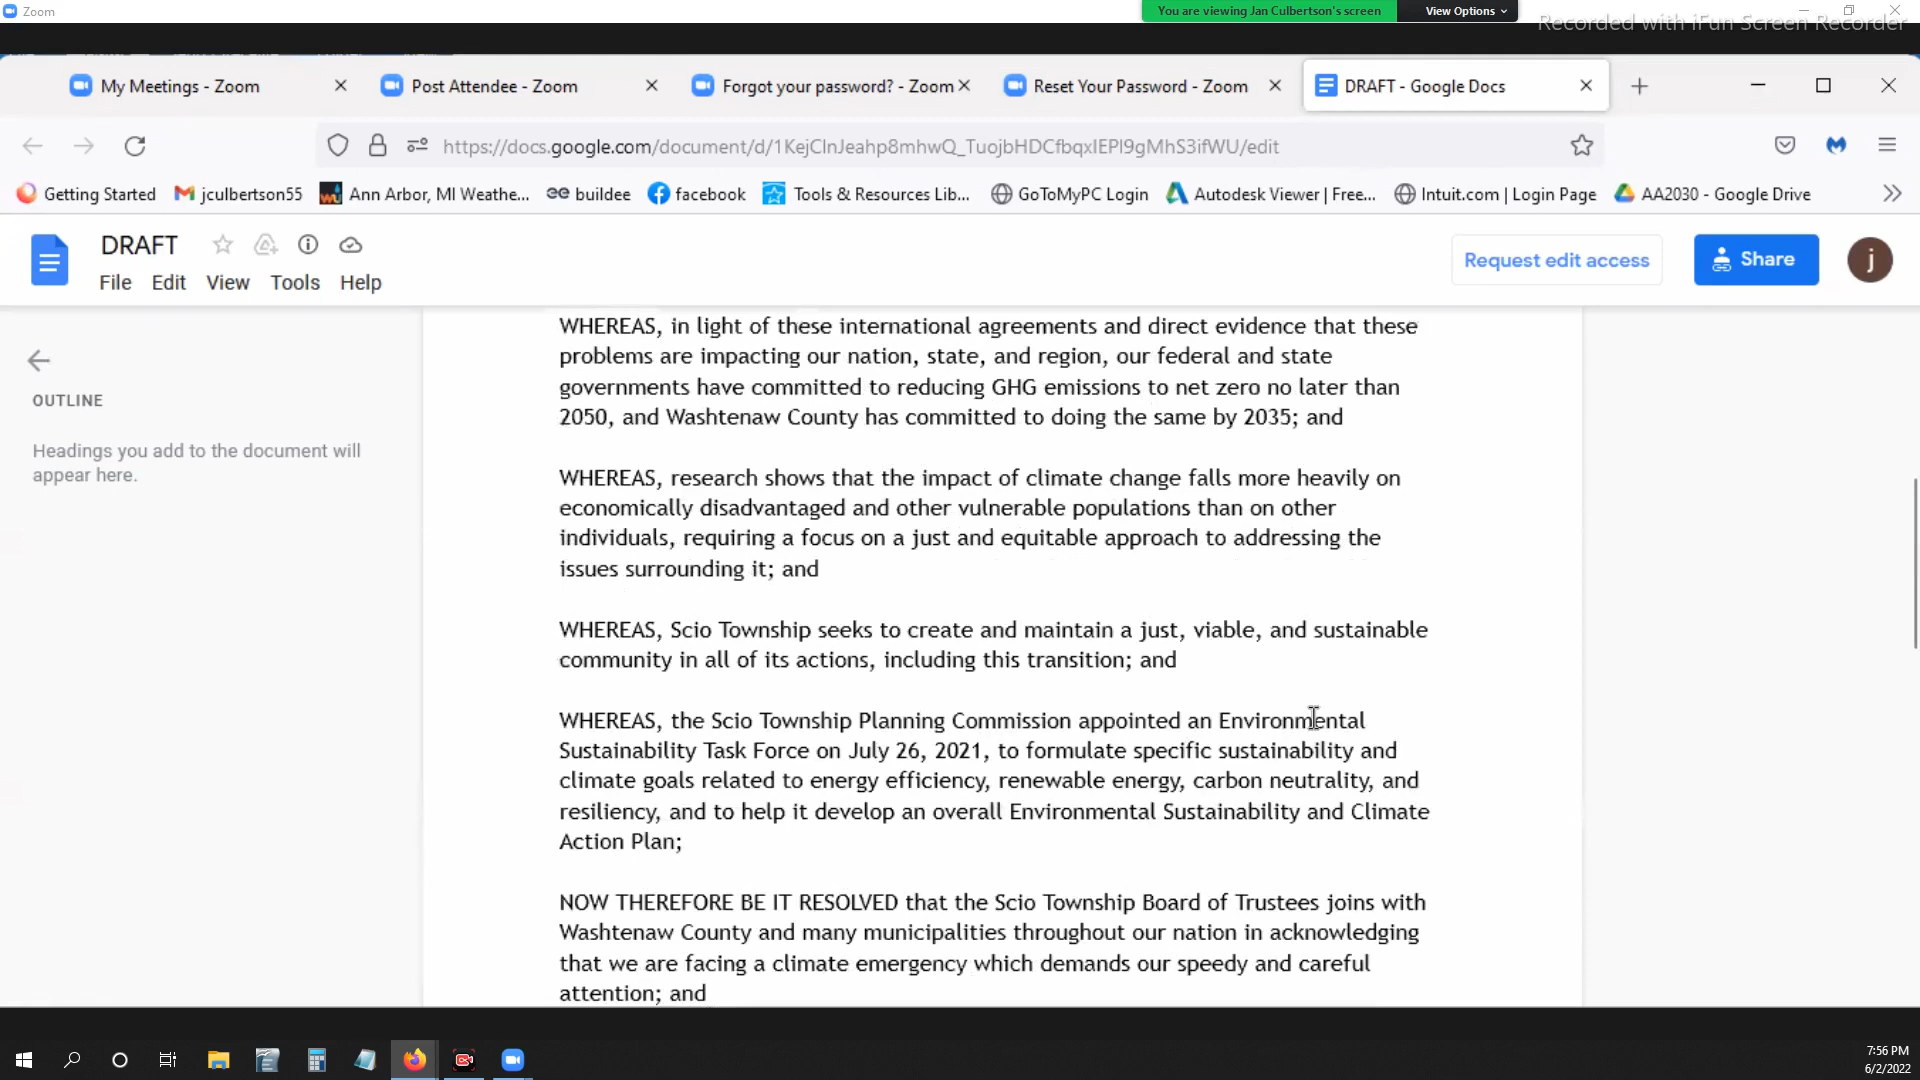 Zoom
You are viewing Jan Culbertson's screen
View Options
Recorded with iFun Screen Recorder
My Meetings - Zoom
Post Attendee - Zoom
Forgot your password? - Zoom
Reset Your Password - Zoom
DRAFT - Google Docs
https://docs.google.com/document/d/1KejClnJeahp8mhwQ_TuojbHDCfbqxIEPl9gMhS3ifWU/edit
Getting Started
jculbertson55
Ann Arbor, MI Weathe...
buildee
facebook
Tools & Resources Lib...
GoToMyPC Login
Autodesk Viewer | Free...
Intuit.com | Login Page
AA2030 - Google Drive
DRAFT
File Edit View Tools Help
Request edit access
Share
j
OUTLINE
Headings you add to the document will
appear here.
WHEREAS, in light of these international agreements and direct evidence that these
problems are impacting our nation, state, and region, our federal and state
governments have committed to reducing GHG emissions to net zero no later than
2050, and Washtenaw County has committed to doing the same by 2035; and
WHEREAS, research shows that the impact of climate change falls more heavily on
economically disadvantaged and other vulnerable populations than on other
individuals, requiring a focus on a just and equitable approach to addressing the
issues surrounding it; and
WHEREAS, Scio Township seeks to create and maintain a just, viable, and sustainable
community in all of its actions, including this transition; and
WHEREAS, the Scio Township Planning Commission appointed an Environmental
Sustainability Task Force on July 26, 2021, to formulate specific sustainability and
climate goals related to energy efficiency, renewable energy, carbon neutrality, and
resiliency, and to help it develop an overall Environmental Sustainability and Climate
Action Plan;
NOW THEREFORE BE IT RESOLVED that the Scio Township Board of Trustees joins with
Washtenaw County and many municipalities throughout our nation in acknowledging
that we are facing a climate emergency which demands our speedy and careful
attention; and
7:56 PM
6/2/2022